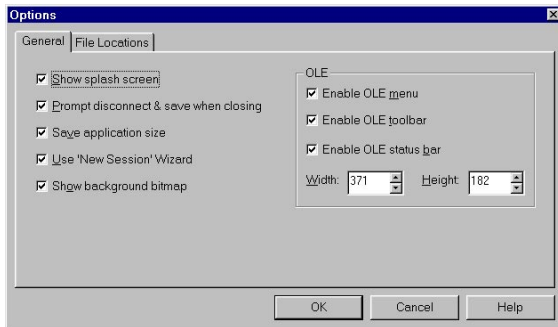 Options
General
File Locations
Show splash screen
Prompt disconnect & save when closing
Save application size
Use 'New Session' Wizard
Show background bitmap
OLE
Enable OLE menu
Enable OLE toolbar
Enable OLE status bar
Width: 371 Height: 182
OK Cancel Help